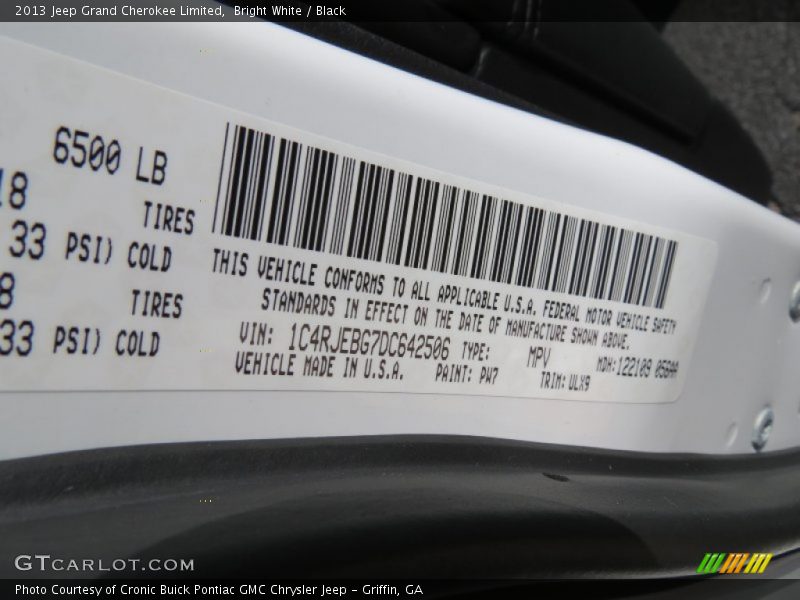 2013 Jeep Grand Cherokee Limited, Bright White / Black
6500 LB
18
TIRES
33 PSI) COLD
8
TIRES
33 PSI) COLD
THIS VEHICLE CONFORMS TO ALL APPLICABLE U.S.A. FEDERAL MOTOR VEHICLE SAFETY
STANDARDS IN EFFECT ON THE DATE OF MANUFACTURE SHOWN ABOVE.
VIN: 1C4RJEBG7DC642506 TYPE: MPV MDH:122109 056AA
VEHICLE MADE IN U.S.A. PAINT: PW7 TRIM: ULX9
GTCARLOT.COM
Photo Courtesy of Cronic Buick Pontiac GMC Chrysler Jeep - Griffin, GA